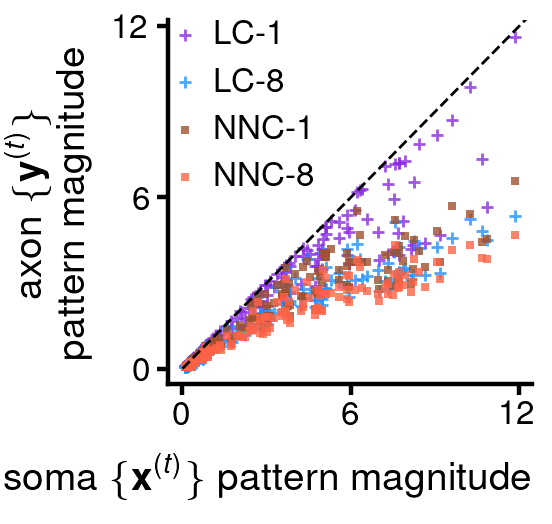 axon {𝐲⁽ᵗ⁾}
pattern magnitude
12
6
0
LC-1
LC-8
NNC-1
NNC-8
0 6 12
soma {𝐱⁽ᵗ⁾} pattern magnitude